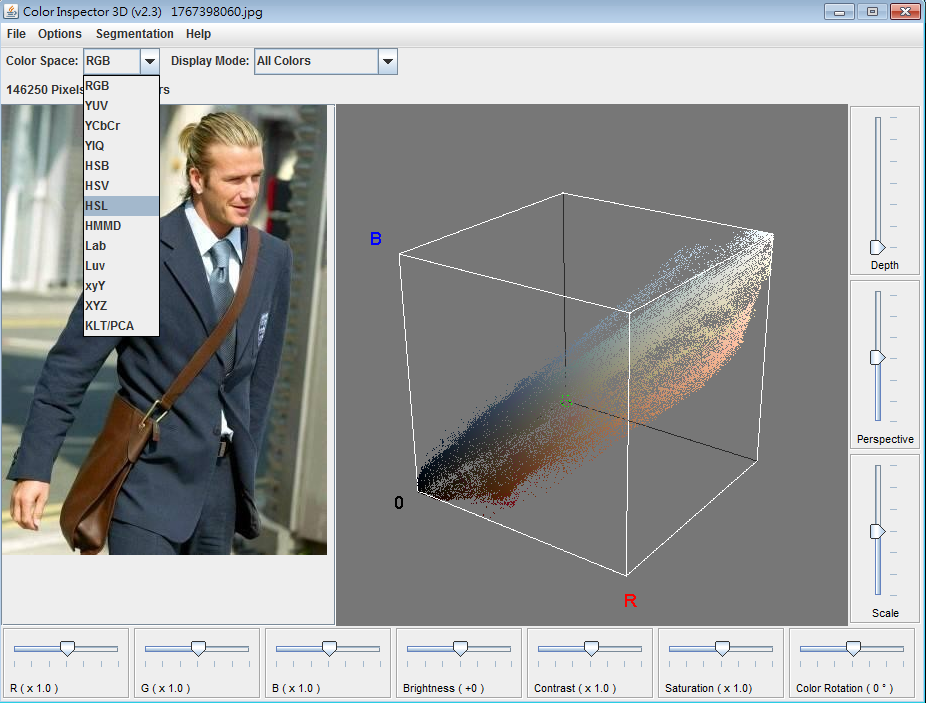 Color Inspector 3D (v2.3) 1767398060.jpg
File Options Segmentation Help
Color Space: RGB Display Mode: All Colors
146250 Pixels rs
RGB
YUV
YCbCr
YIQ
HSB
HSV
HSL
HMMD
Lab
Luv
xyY
XYZ
KLT/PCA
B
0
R
Depth
Perspective
Scale
R ( x 1.0 ) G ( x 1.0 ) B ( x 1.0 ) Brightness ( +0 ) Contrast ( x 1.0 ) Saturation ( x 1.0) Color Rotation ( 0 ° )